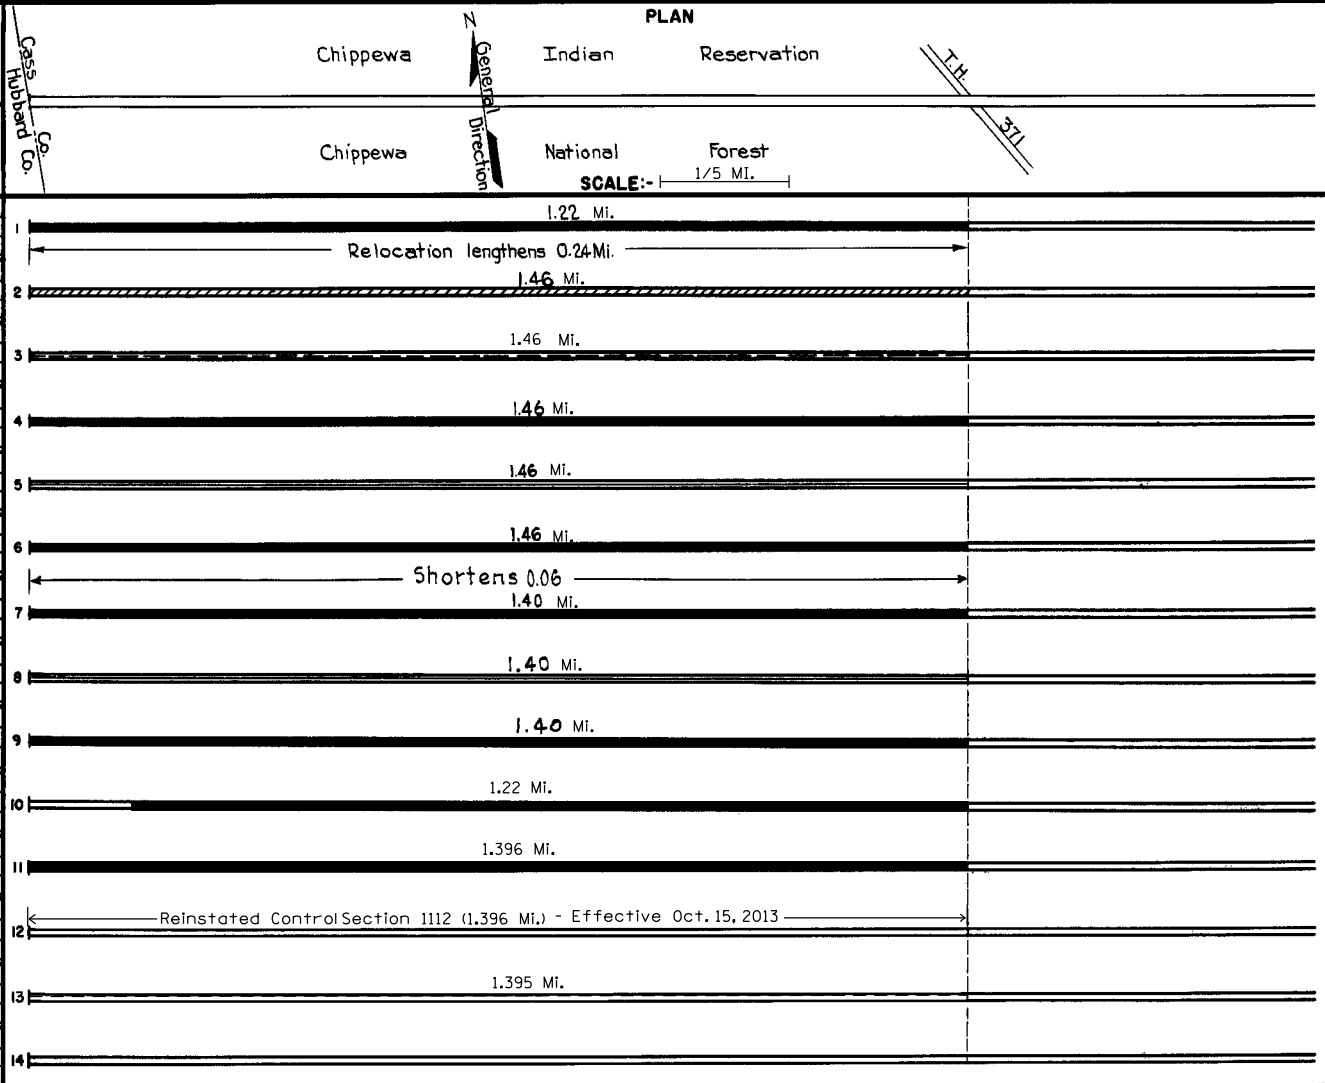 PLAN
N
Cass Co.
Hubbard Co.
Chippewa Indian Reservation
General Direction
T.H. 371
Chippewa National Forest
SCALE:- 1/5 MI.
1.22 Mi.
1
Relocation lengthens 0.24Mi.
1.46 Mi.
2
1.46 Mi.
3
1.46 Mi.
4
1.46 Mi.
5
1.46 Mi.
6
Shortens 0.06
1.40 Mi.
7
1.40 Mi.
8
1.40 Mi.
9
1.22 Mi.
10
1.396 Mi.
11
Reinstated Control Section 1112 (1.396 Mi.) - Effective Oct. 15, 2013
12
1.395 Mi.
13
14